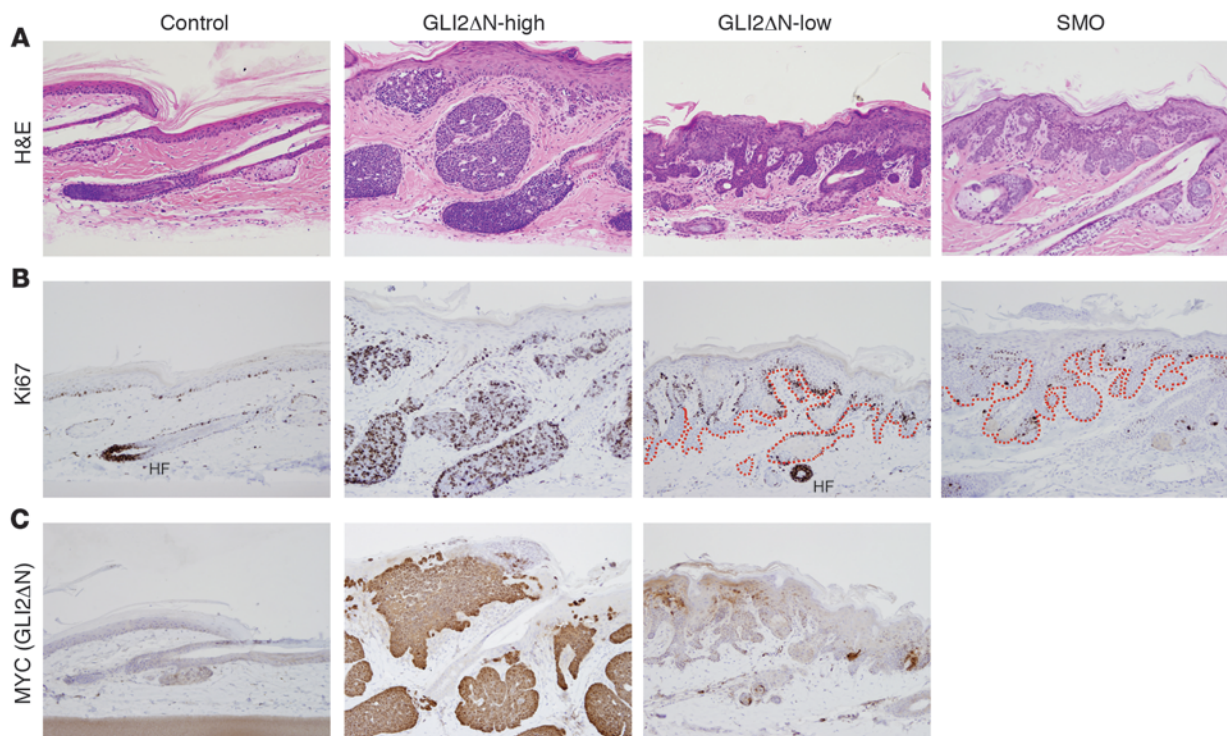 Control GLI2ΔN-high GLI2ΔN-low SMO
A
H&E
B
Ki67
HF
HF
C
MYC (GLI2ΔN)